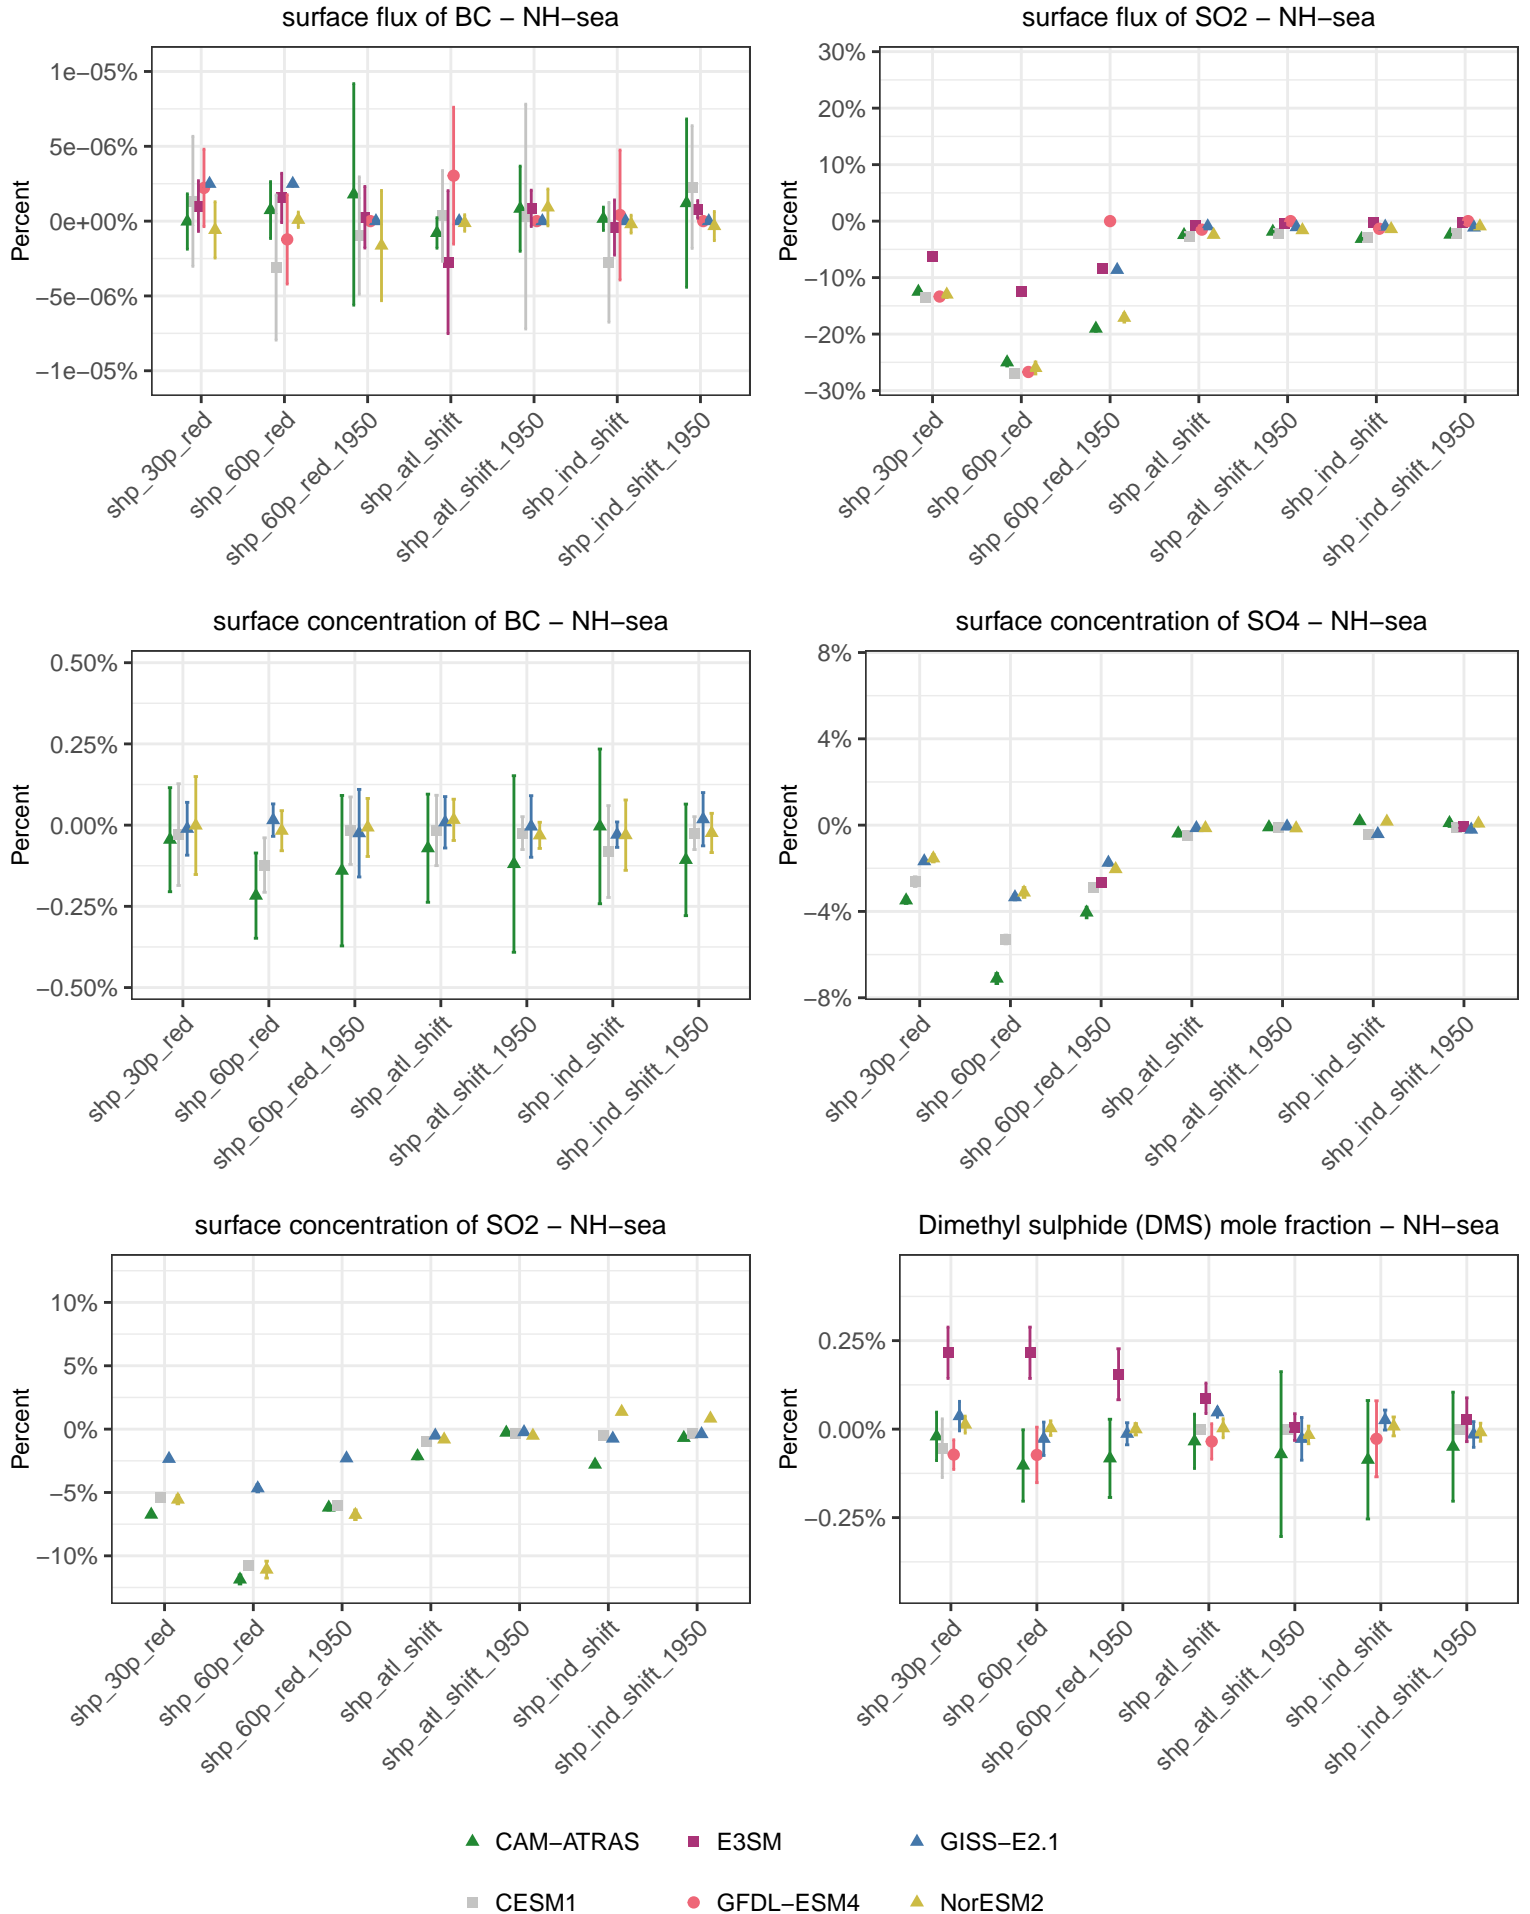 surface flux of BC − NH−sea
Percent
1e−05%
5e−06%
0e+00%
−5e−06%
−1e−05%
shp_30p_red
shp_60p_red
shp_60p_red_1950
shp_atl_shift
shp_atl_shift_1950
shp_ind_shift
shp_ind_shift_1950
surface flux of SO2 − NH−sea
Percent
30%
20%
10%
0%
−10%
−20%
−30%
shp_30p_red
shp_60p_red
shp_60p_red_1950
shp_atl_shift
shp_atl_shift_1950
shp_ind_shift
shp_ind_shift_1950
surface concentration of BC − NH−sea
Percent
0.50%
0.25%
0.00%
−0.25%
−0.50%
shp_30p_red
shp_60p_red
shp_60p_red_1950
shp_atl_shift
shp_atl_shift_1950
shp_ind_shift
shp_ind_shift_1950
surface concentration of SO4 − NH−sea
Percent
8%
4%
0%
−4%
−8%
shp_30p_red
shp_60p_red
shp_60p_red_1950
shp_atl_shift
shp_atl_shift_1950
shp_ind_shift
shp_ind_shift_1950
surface concentration of SO2 − NH−sea
Percent
10%
5%
0%
−5%
−10%
shp_30p_red
shp_60p_red
shp_60p_red_1950
shp_atl_shift
shp_atl_shift_1950
shp_ind_shift
shp_ind_shift_1950
Dimethyl sulphide (DMS) mole fraction − NH−sea
Percent
0.25%
0.00%
−0.25%
shp_30p_red
shp_60p_red
shp_60p_red_1950
shp_atl_shift
shp_atl_shift_1950
shp_ind_shift
shp_ind_shift_1950
CAM−ATRAS
E3SM
GISS−E2.1
CESM1
GFDL−ESM4
NorESM2